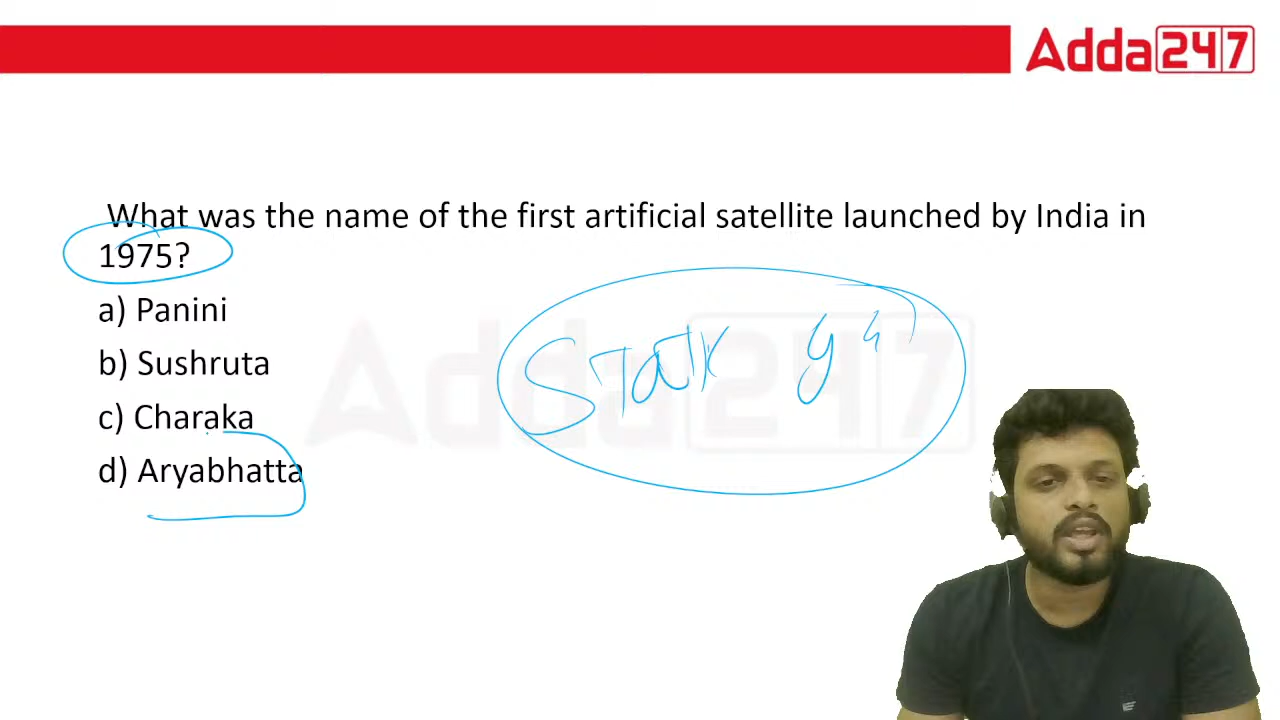 Adda247
What was the name of the first artificial satellite launched by India in
1975?
a) Panini
b) Sushruta
c) Charaka
d) Aryabhatta
Adda247